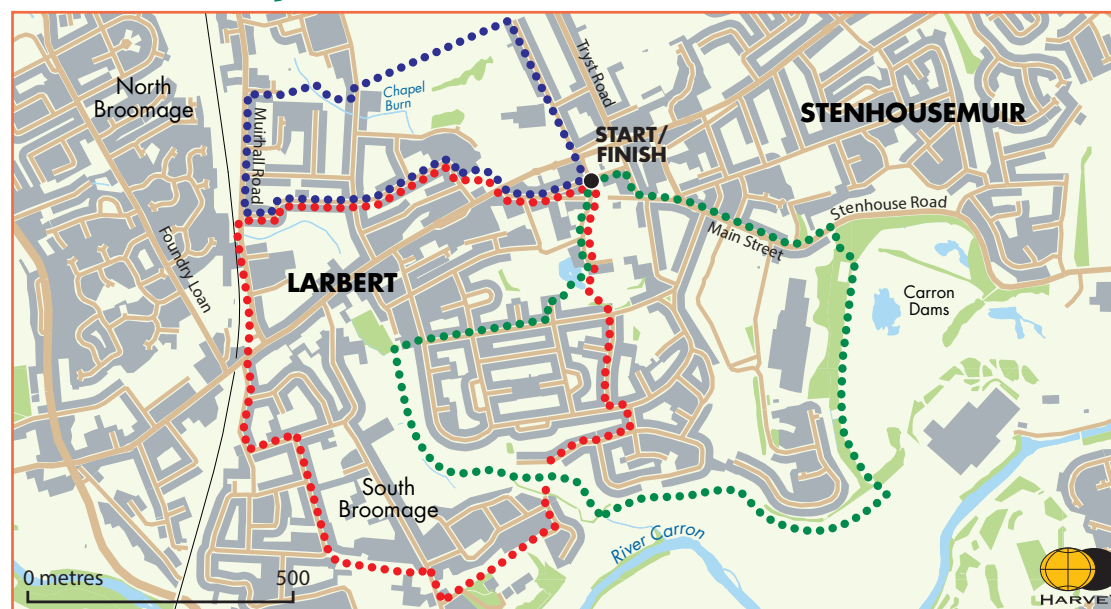 North
Broomage
Muirhall Road
Chapel
Burn
Tryst Road
START/
FINISH
STENHOUSEMUIR
Foundry Loan
LARBERT
Main Street
Stenhouse Road
Carron
Dams
South
Broomage
River Carron
0 metres 500
HARVEY